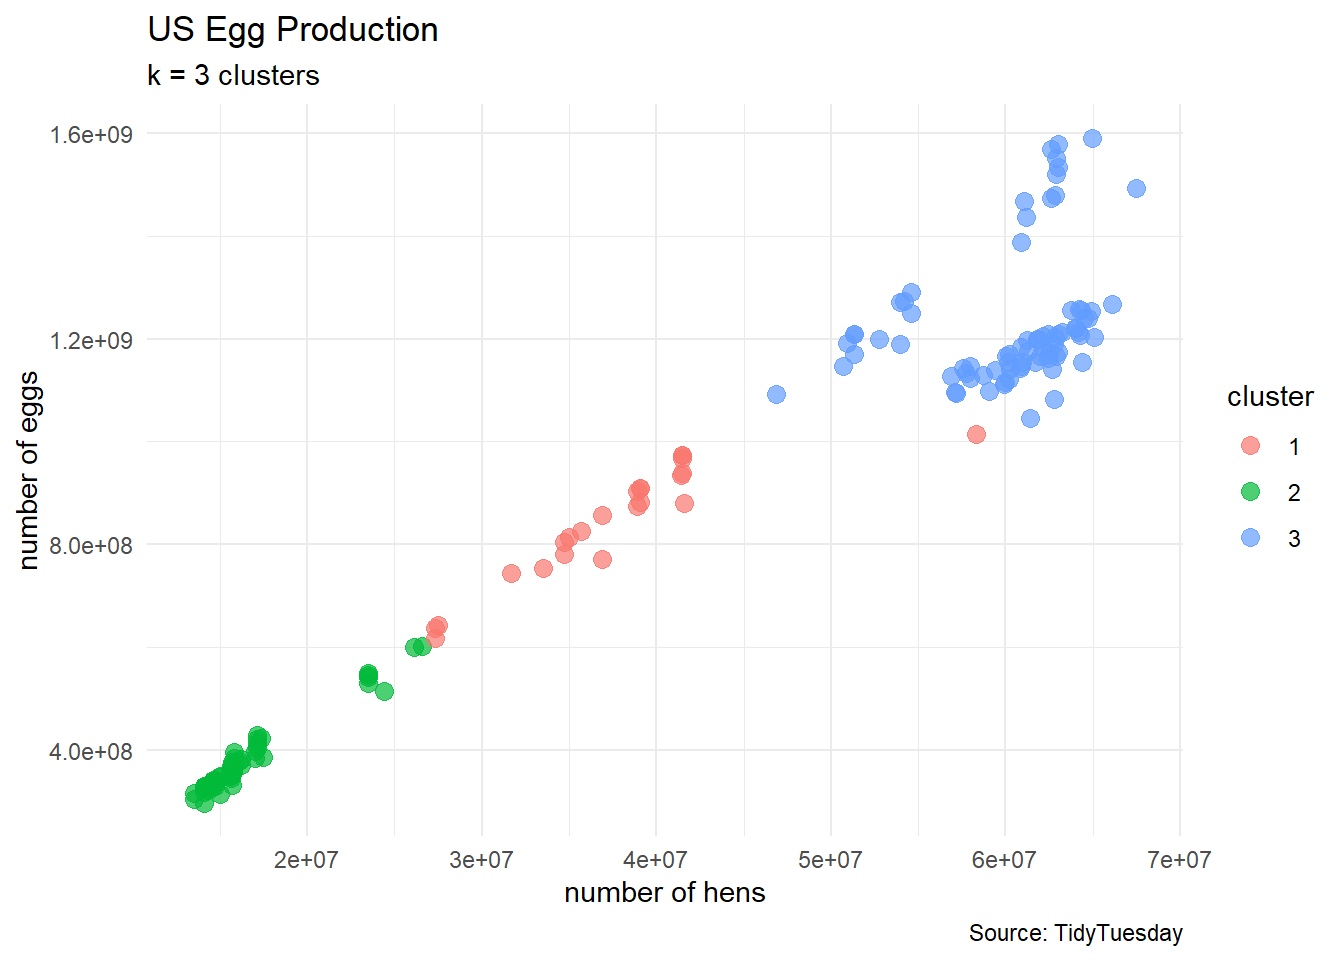 US Egg Production
k = 3 clusters
1.6e+09
1.2e+09
8.0e+08
4.0e+08
number of eggs
2e+07 3e+07 4e+07 5e+07 6e+07 7e+07
number of hens
cluster
1
2
3
Source: TidyTuesday